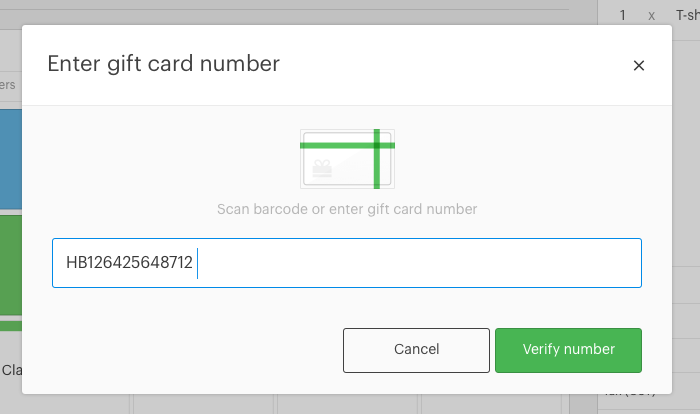 1 x T-sh
Enter gift card number
ers
Scan barcode or enter gift card number
HB126425648712
Cancel
Verify number
Cla